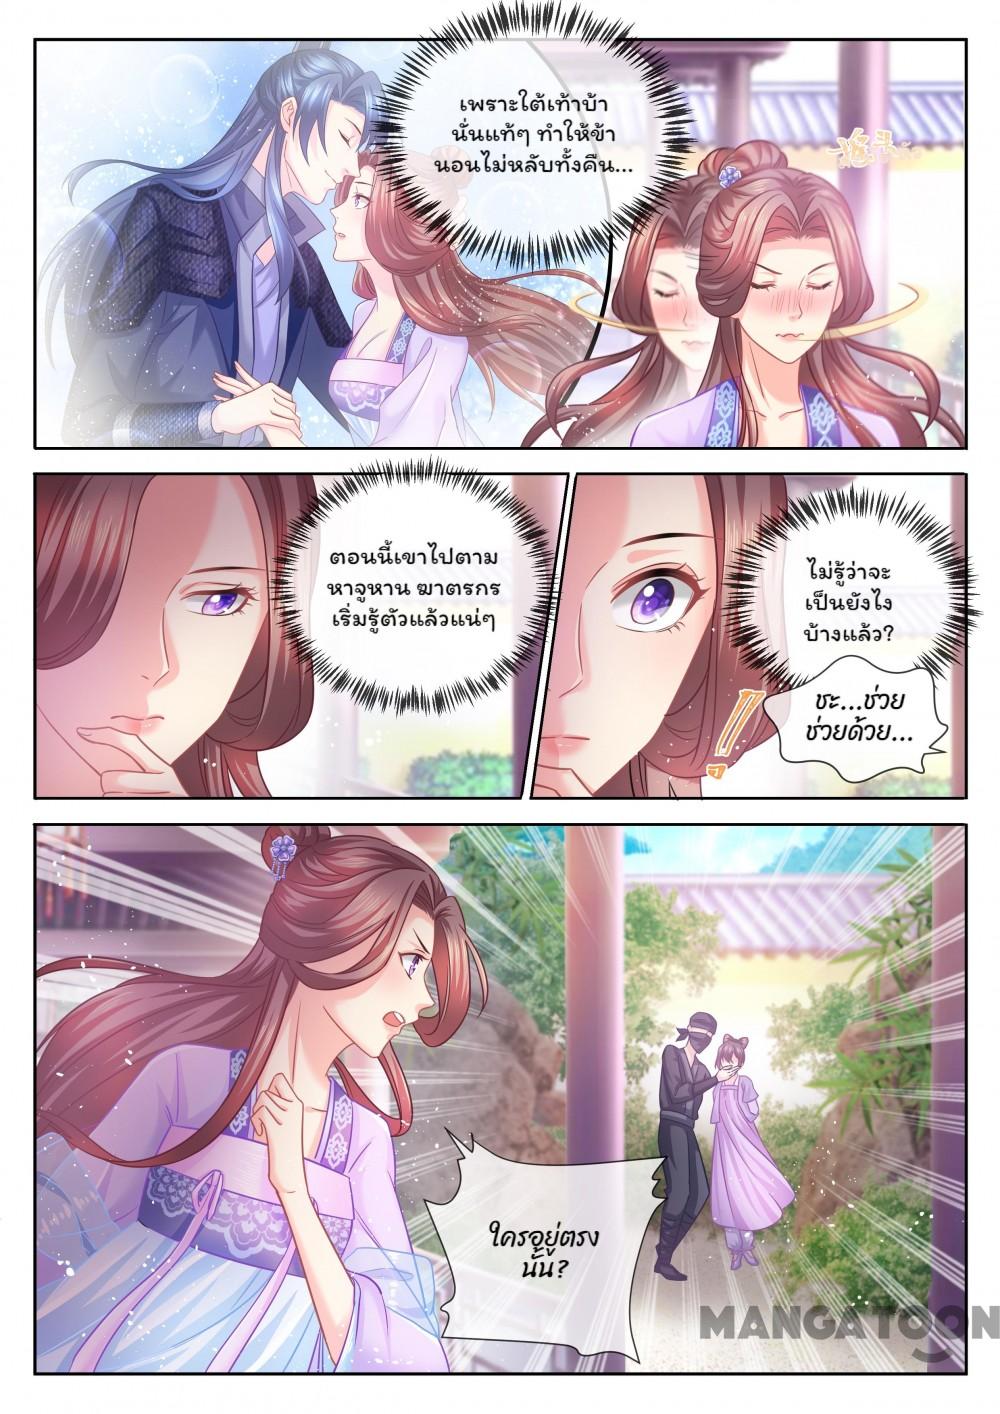 เพราะใต้เท้าบ้า
นั่นแท้ๆ ทำให้ข้า
นอนไม่หลับทั้งคืน...
ตอนนี้เขาไปตาม
หาจูหาน ฆาตรกร
เริ่มรู้ตัวแล้วแน่ๆ
ไม่รู้ว่าจะ
เป็นยังไง
บ้างแล้ว?
ชะ...ช่วย
ช่วยด้วย...
ใครอยู่ตรง
นั้น?
MANGATOON